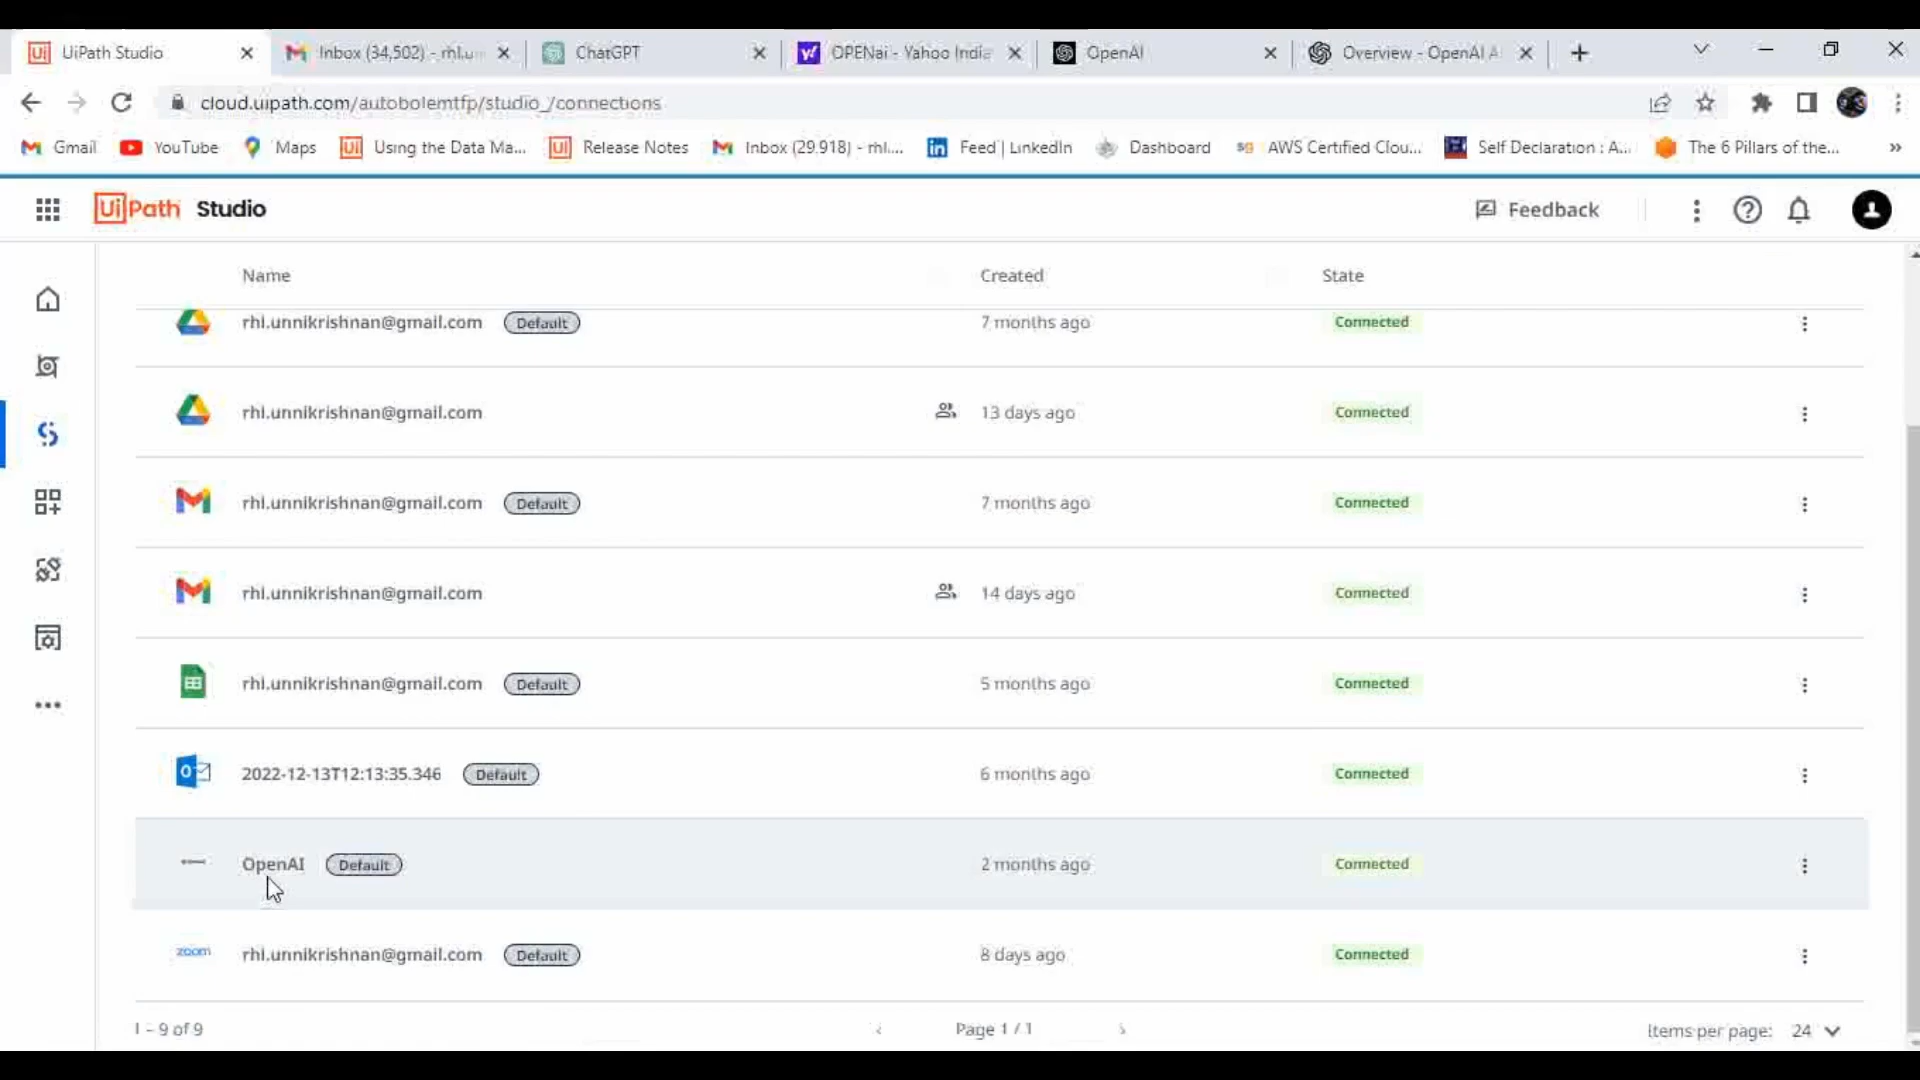 UiPath Studio
Inbox (34,502) - rhl.u
ChatGPT
OPENai - Yahoo India
OpenAI
Overview - OpenAI A
cloud.uipath.com/autobolemtfp/studio_/connections
Gmail
YouTube
Maps
Using the Data Ma...
Release Notes
Inbox (29,918) - rhl....
Feed | LinkedIn
Dashboard
AWS Certified Clou...
Self Declaration : A...
The 6 Pillars of the...
UiPath Studio
Feedback
Name Created State
rhl.unnikrishnan@gmail.com Default 7 months ago Connected
rhl.unnikrishnan@gmail.com 13 days ago Connected
rhl.unnikrishnan@gmail.com Default 7 months ago Connected
rhl.unnikrishnan@gmail.com 14 days ago Connected
rhl.unnikrishnan@gmail.com Default 5 months ago Connected
2022-12-13T12:13:35.346 Default 6 months ago Connected
OpenAI Default 2 months ago Connected
zoom rhl.unnikrishnan@gmail.com Default 8 days ago Connected
1 - 9 of 9 Page 1 / 1 Items per page: 24